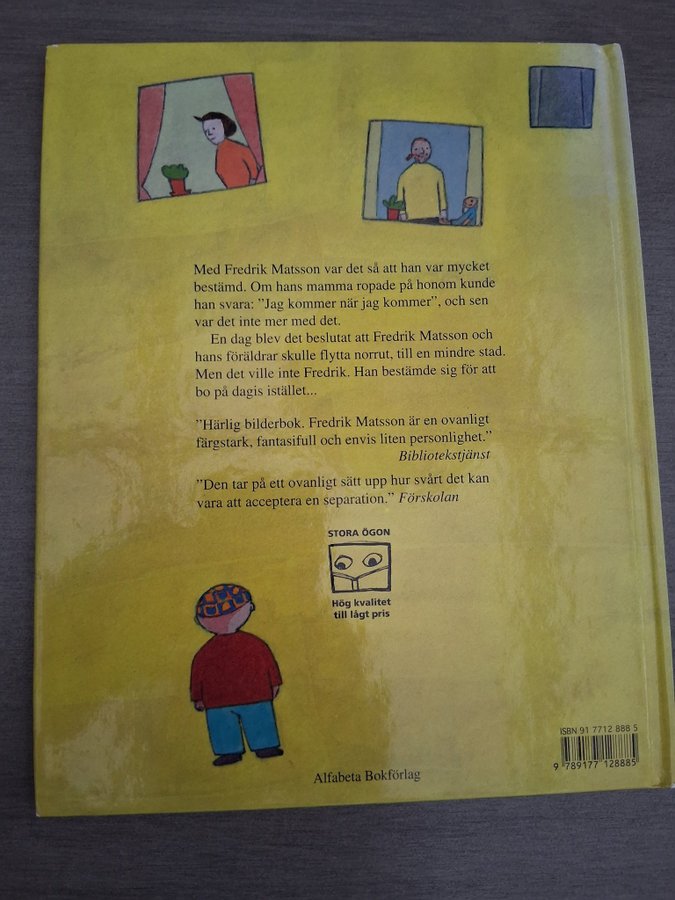 Med Fredrik Matsson var det så att han var mycket
bestämd. Om hans mamma ropade på honom kunde
han svara: ”Jag kommer när jag kommer”, och sen
var det inte mer med det.
En dag blev det beslutat att Fredrik Matsson och
hans föräldrar skulle flytta norrut, till en mindre stad.
Men det ville inte Fredrik. Han bestämde sig för att
bo på dagis istället...
”Härlig bilderbok. Fredrik Matsson är en ovanligt
färgstark, fantasifull och envis liten personlighet.”
Bibliotekstjänst
”Den tar på ett ovanligt sätt upp hur svårt det kan
vara att acceptera en separation.” Förskolan
STORA ÖGON
Hög kvalitet
till lågt pris
ISBN 91 7712 888 5
9 789177 128885
Alfabeta Bokförlag